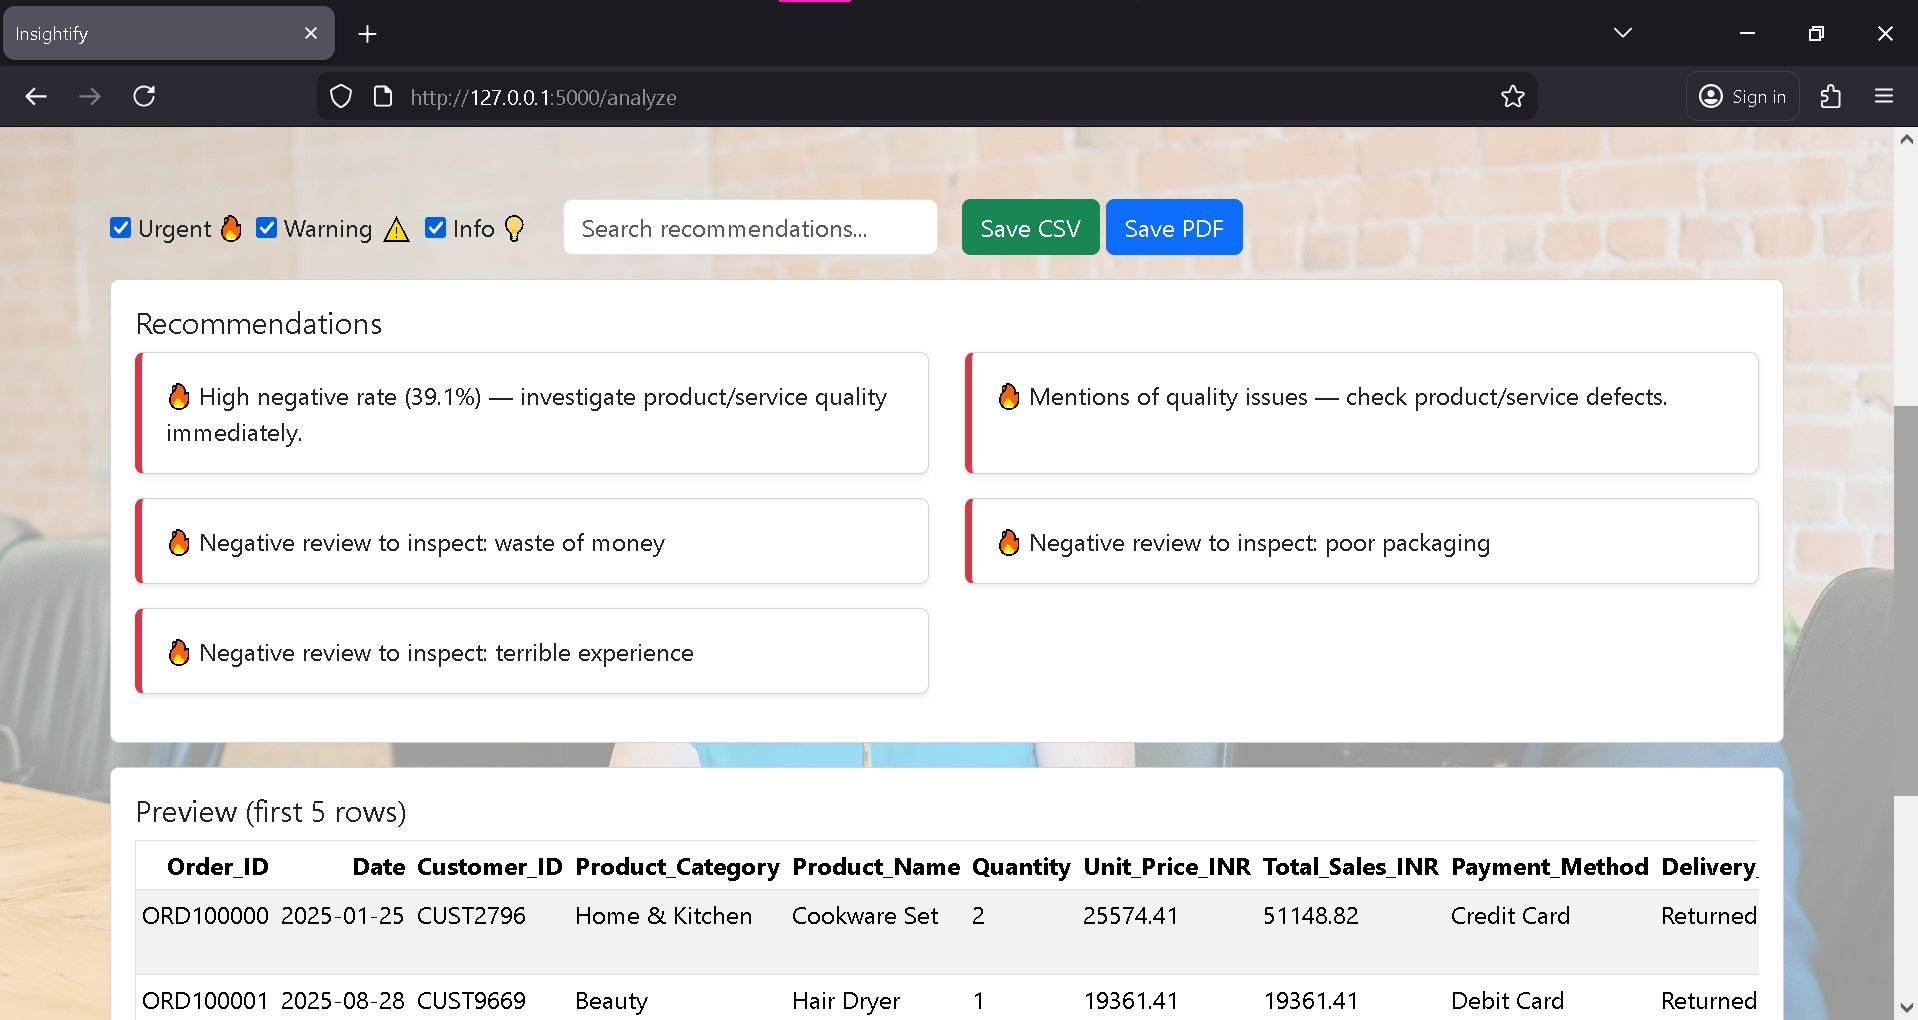 Insightify
http://127.0.0.1:5000/analyze
Sign in
Urgent 🔥 Warning ⚠ Info 💡 Search recommendations... Save CSV Save PDF
Recommendations
🔥 High negative rate (39.1%) — investigate product/service quality
immediately.
🔥 Mentions of quality issues — check product/service defects.
🔥 Negative review to inspect: waste of money
🔥 Negative review to inspect: poor packaging
🔥 Negative review to inspect: terrible experience
Preview (first 5 rows)
Order_ID Date Customer_ID Product_Category Product_Name Quantity Unit_Price_INR Total_Sales_INR Payment_Method Delivery_
ORD100000 2025-01-25 CUST2796 Home & Kitchen Cookware Set 2 25574.41 51148.82 Credit Card Returned
ORD100001 2025-08-28 CUST9669 Beauty Hair Dryer 1 19361.41 19361.41 Debit Card Returned